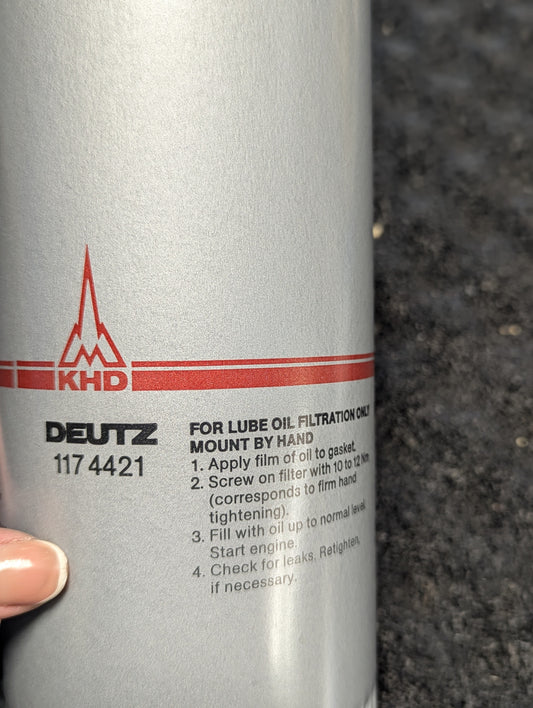 KHD
DEUTZ
117 4421
FOR LUBE OIL FILTRATION ONLY
MOUNT BY HAND
1. Apply film of oil to gasket.
2. Screw on filter with 10 to 12 Nm
(corresponds to firm hand
tightening).
3. Fill with oil up to normal level.
Start engine.
4. Check for leaks. Retighten,
if necessary.